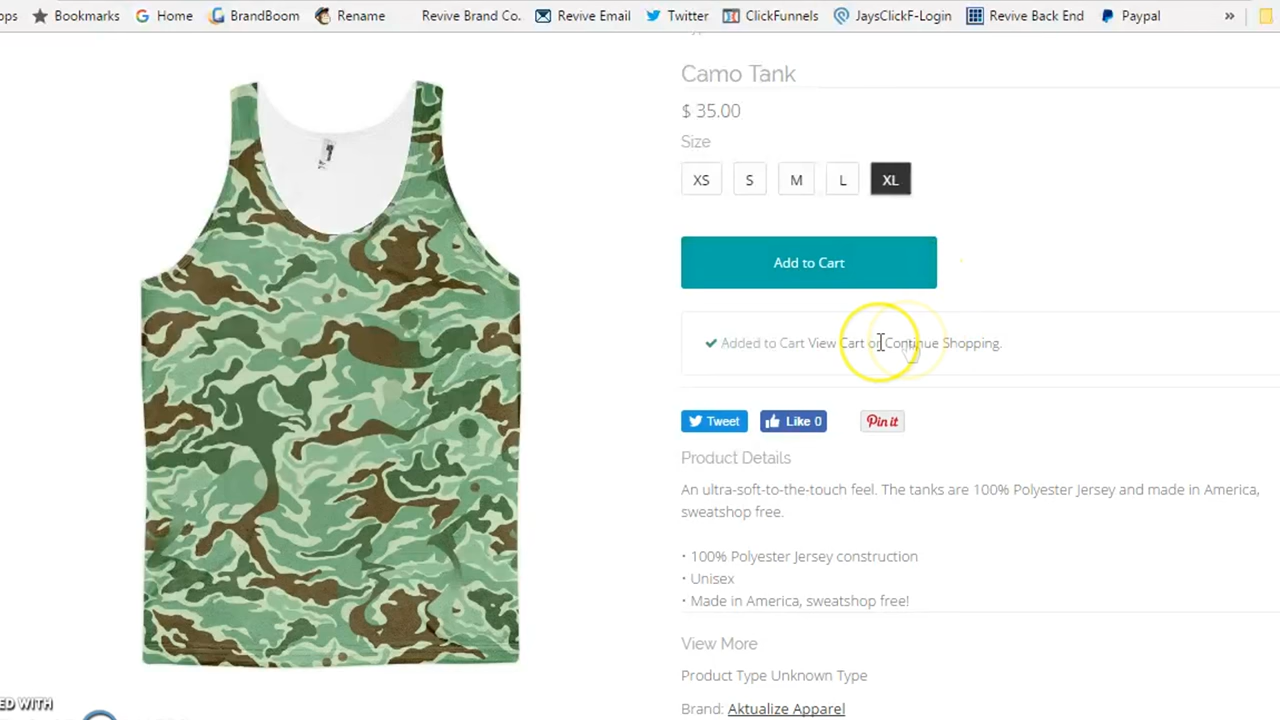 Bookmarks Home BrandBoom Rename Revive Brand Co. Revive Email Twitter ClickFunnels JaysClickF-Login Revive Back End Paypal »
Camo Tank
$ 35.00
Size
XS S M L XL
Add to Cart
Added to Cart View Cart or Continue Shopping.
Tweet Like 0 Pin it
Product Details
An ultra-soft-to-the-touch feel. The tanks are 100% Polyester Jersey and made in America,
sweatshop free.
• 100% Polyester Jersey construction
• Unisex
• Made in America, sweatshop free!
View More
Product Type Unknown Type
Brand: Aktualize Apparel
WITH